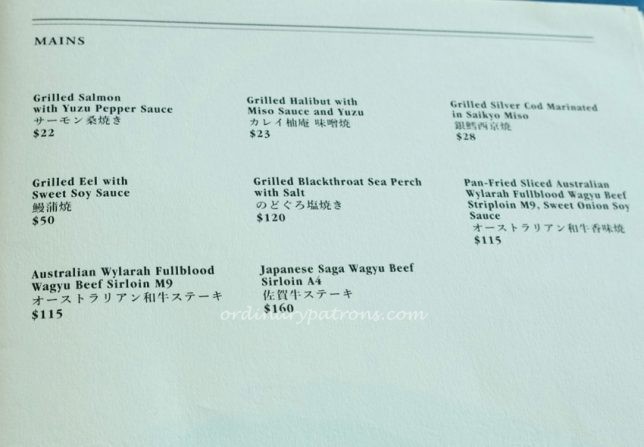 MAINS
Grilled Salmon
with Yuzu Pepper Sauce
サーモン桑焼き
$22
Grilled Halibut with
Miso Sauce and Yuzu
カレイ柚庵 味噌焼
$23
Grilled Silver Cod Marinated
in Saikyo Miso
銀鱈西京焼
$28
Grilled Eel with
Sweet Soy Sauce
鰻蒲焼
$50
Grilled Blackthroat Sea Perch
with Salt
のどぐろ塩焼き
$120
Pan-Fried Sliced Australian
Wylarah Fullblood Wagyu Beef
Striploin M9, Sweet Onion Soy
Sauce
オーストラリアン和牛香味焼
$115
Australian Wylarah Fullblood
Wagyu Beef Sirloin M9
オーストラリアン和牛ステーキ
$115
Japanese Saga Wagyu Beef
Sirloin A4
佐賀牛ステーキ
$160
ordinarypatrons.com